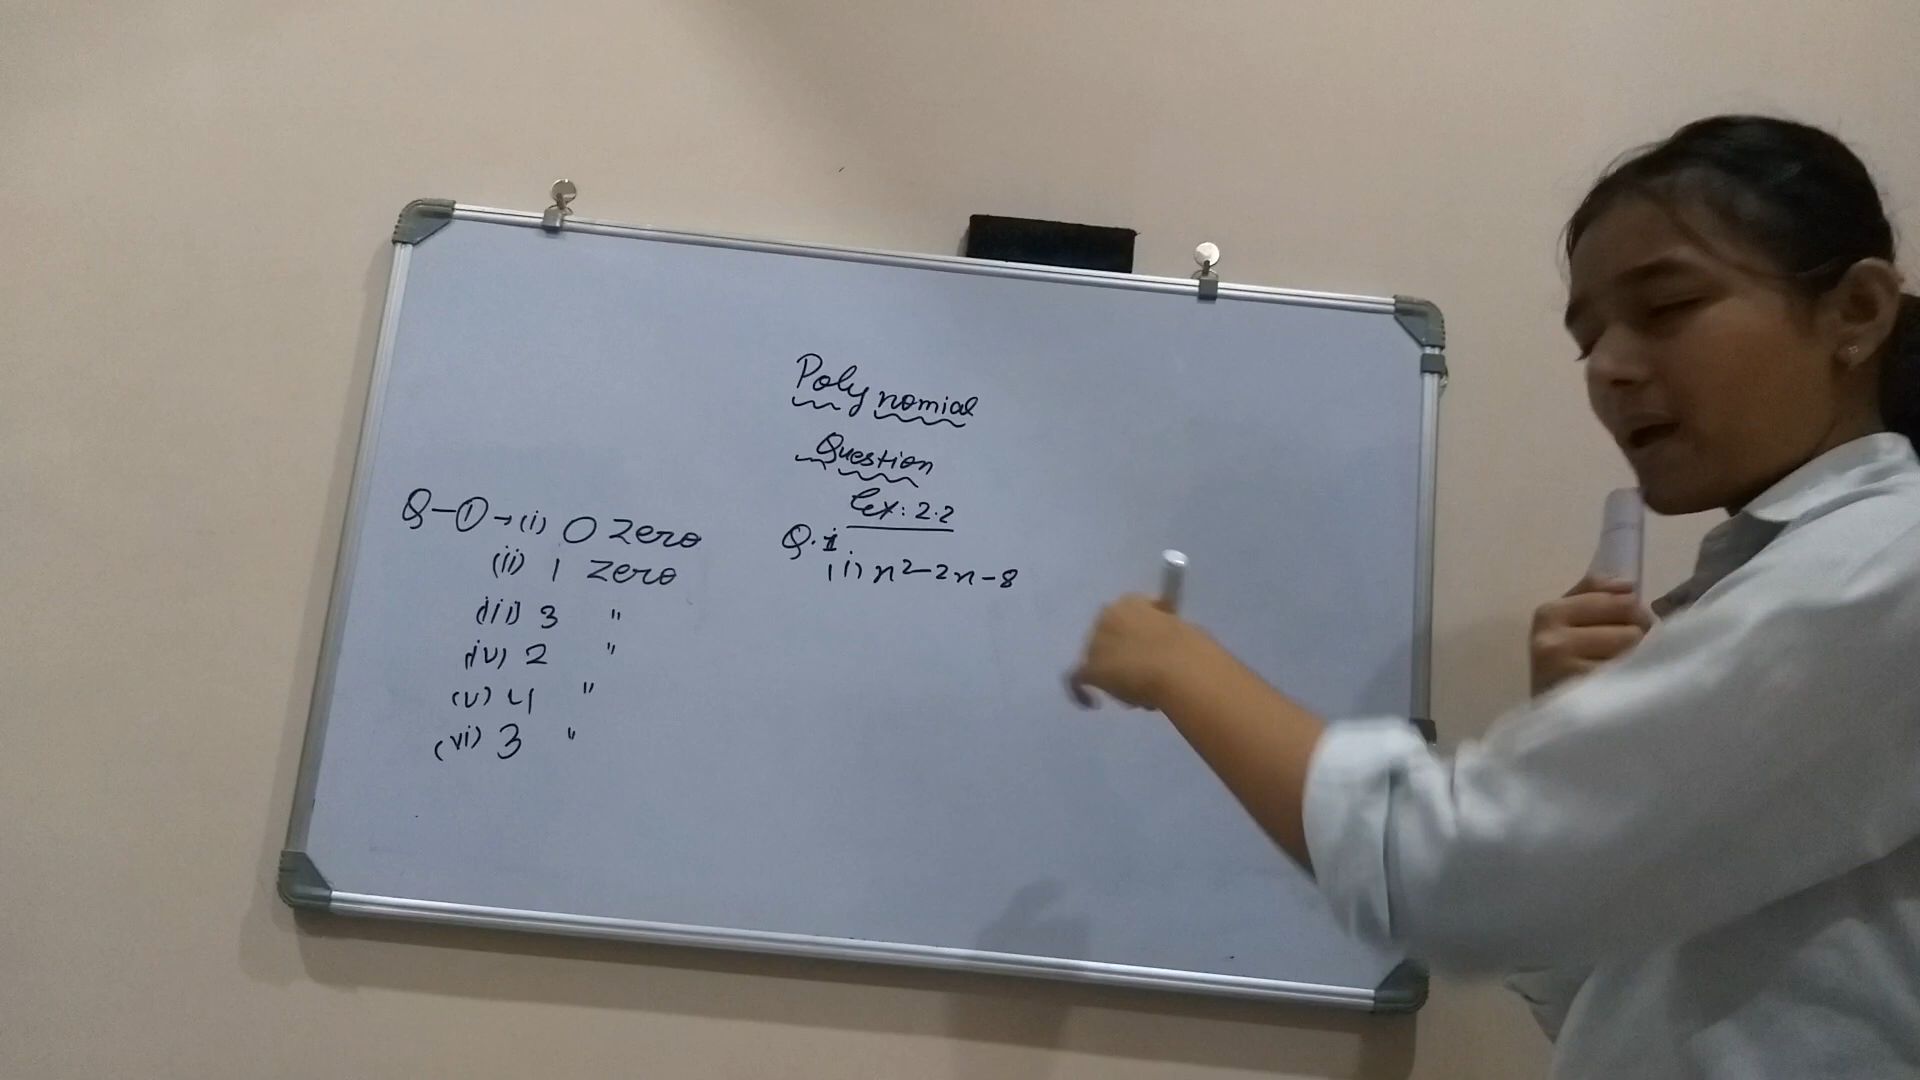 Polynomial
Question
Ex: 2.2
Q-① → (i) 0 Zero
(ii) 1 zero
(iii) 3 "
(iv) 2 "
(v) 4 "
(vi) 3 "
Q.1
(i) x²-2x-8